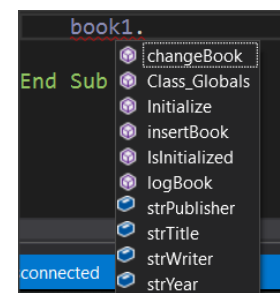 book1.
changeBook
End Sub
Class_Globals
Initialize
insertBook
IsInitialized
logBook
strPublisher
strTitle
connected
strWriter
strYear